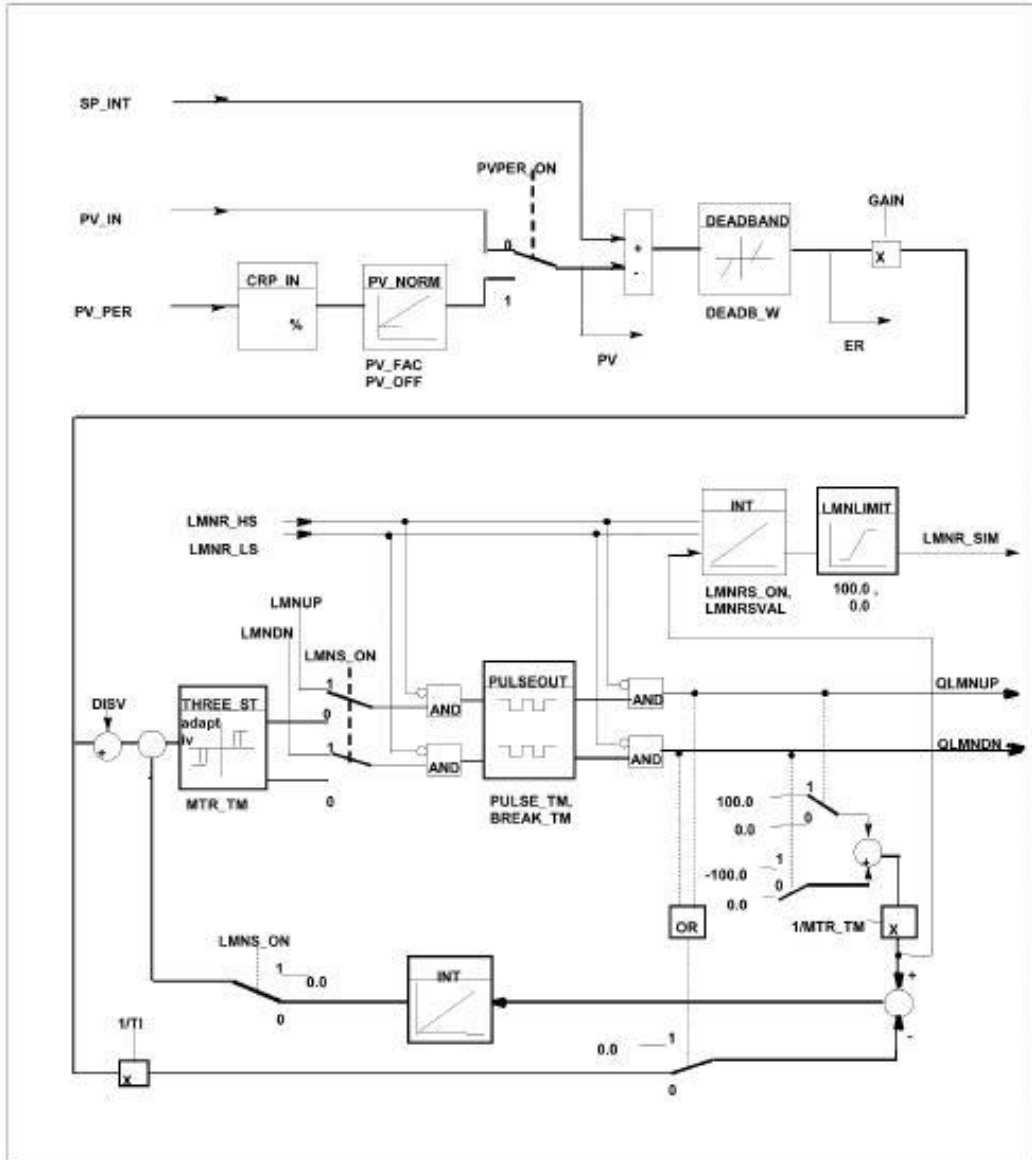 SP_INT
PVPER_ON
GAIN
PV_IN
DEADBAND
0
+
-
X
CRP_IN
PV_NORM
PV_PER
%
1
DEADB_W
ER
PV
PV_FAC
PV_OFF
INT
LMNLIMIT
LMNR_HS
LMNR_LS
LMNR_SIM
LMNRS_ON,
LMNRSVAL
100.0 ,
0.0
LMNUP
LMNDN
LMNS_ON
1
PULSEOUT
AND
AND
QLMNUP
DISV
THREE_ST
adapt
iv
+
0
1
AND
AND
QLMNDN
MTR_TM
0
PULSE_TM,
BREAK_TM
100.0
1
0.0
0
+
1
-100.0
0
0.0
OR
1/MTR_TM
X
LMNS_ON
1
0.0
INT
+
0
-
1/TI
0.0
1
X
0